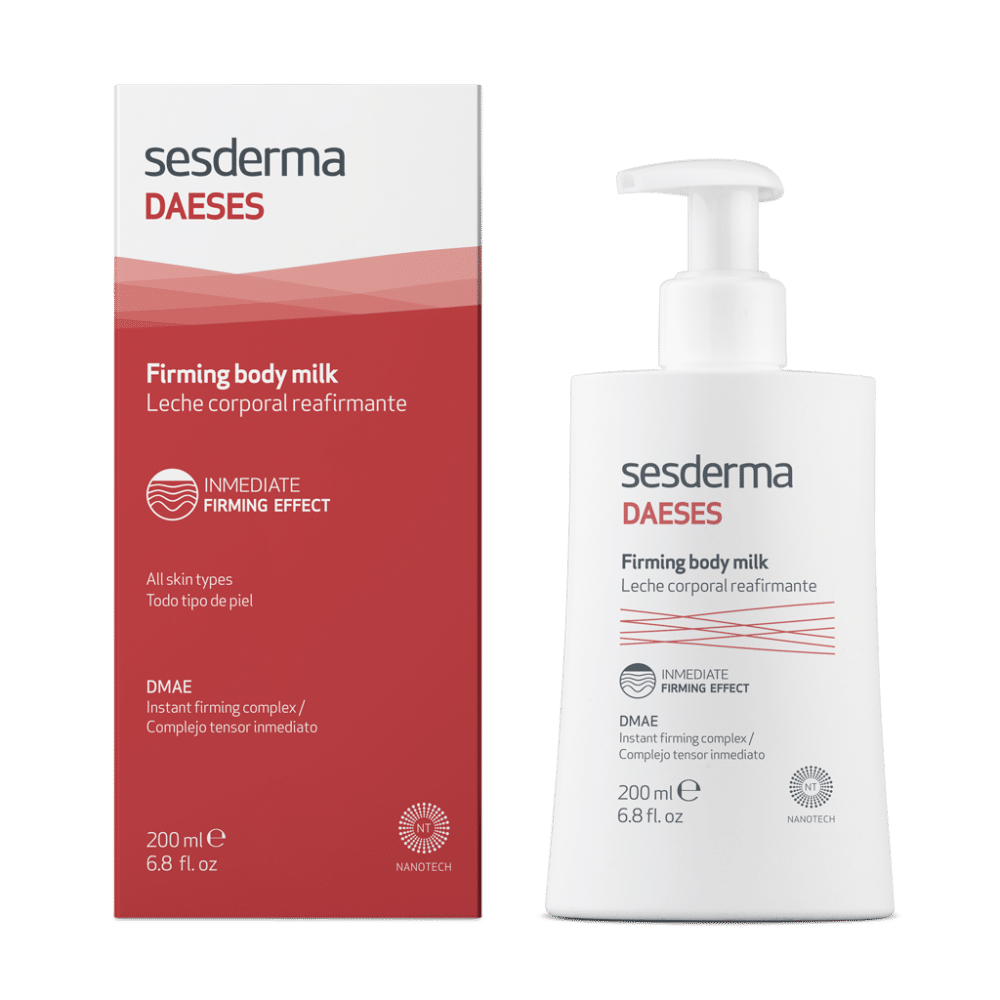 sesderma
DAESES
Firming body milk
Leche corporal reafirmante
INMEDIATE
FIRMING EFFECT
All skin types
Todo tipo de piel
DMAE
Instant firming complex /
Complejo tensor inmediato
200 ml ℮
6.8 fl. oz
NT
NANOTECH
sesderma
DAESES
Firming body milk
Leche corporal reafirmante
INMEDIATE
FIRMING EFFECT
DMAE
Instant firming complex /
Complejo tensor inmediato
200 ml ℮
6.8 fl. oz
NT
NANOTECH